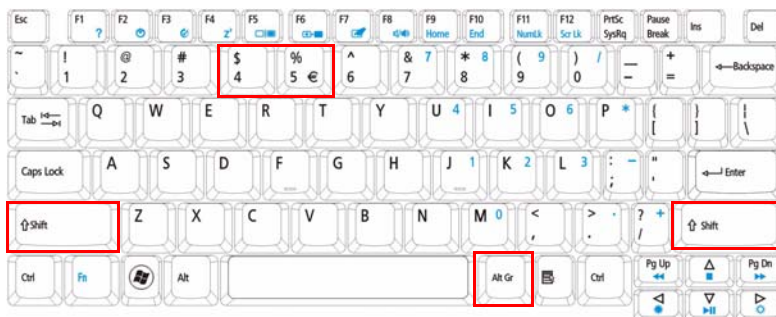 Esc F1 ? F2 F3 F4 z F5 F6 F7 F8 F9 Home F10 End F11 NumLk F12 Scr Lk PrtSc SysRq Pause Break Ins Del
~ ` ! 1 @ 2 # 3 $ 4 % 5 € ^ 6 & 7 7 * 8 8 ( 9 9 ) / 0 _ - + = Backspace
Tab Q W E R T Y U 4 I 5 O 6 P * { [ } ] | \
Caps Lock A S D F G H J 1 K 2 L 3 : - ; " ' Enter
Shift Z X C V B N M 0 < , > . . ? + / Shift
Ctrl Fn Alt Alt Gr Ctrl Pg Up Pg Dn